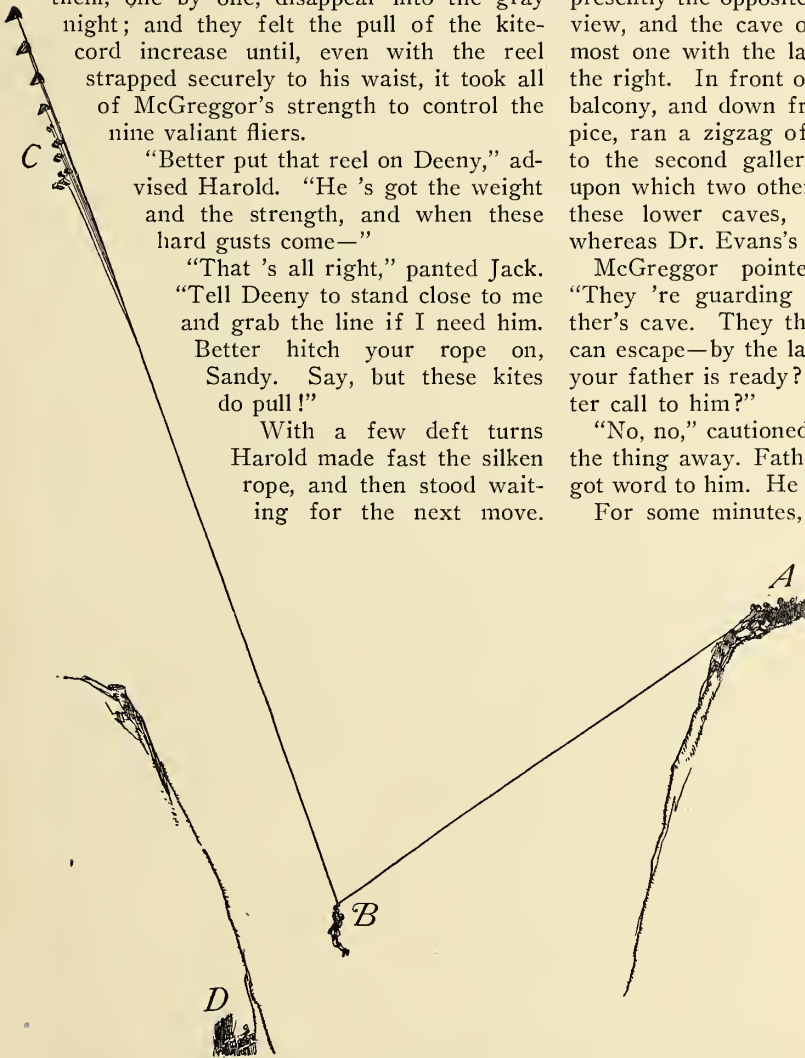 them, one by one, disappear into the gray
night; and they felt the pull of the kite-
cord increase until, even with the reel
strapped securely to his waist, it took all
of McGreggor's strength to control the
nine valiant fliers.
"Better put that reel on Deeny," ad-
vised Harold. "He 's got the weight
and the strength, and when these
hard gusts come—"
"That 's all right," panted Jack.
"Tell Deeny to stand close to me
and grab the line if I need him.
Better hitch your rope on,
Sandy. Say, but these kites
do pull!"
With a few deft turns
Harold made fast the silken
rope, and then stood wait-
ing for the next move.
presently the opposite
view, and the cave o
most one with the la
the right. In front o
balcony, and down fr
pice, ran a zigzag of
to the second galler
upon which two othe
these lower caves,
whereas Dr. Evans's
McGreggor pointe
"They 're guarding
ther's cave. They th
can escape—by the la
your father is ready?
ter call to him?"
"No, no," cautioned
the thing away. Fath
got word to him. He
For some minutes,
C
A
B
D